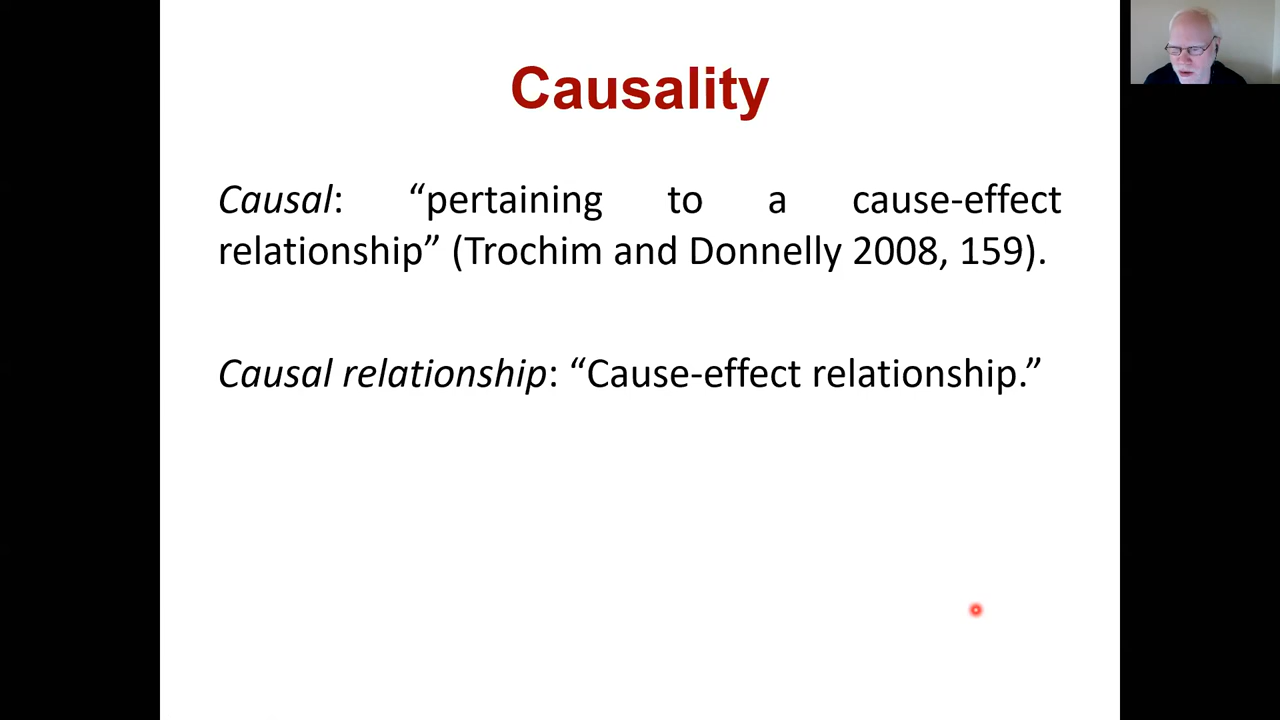 Causality
Causal: “pertaining to a cause-effect
relationship” (Trochim and Donnelly 2008, 159).
Causal relationship: “Cause-effect relationship.”